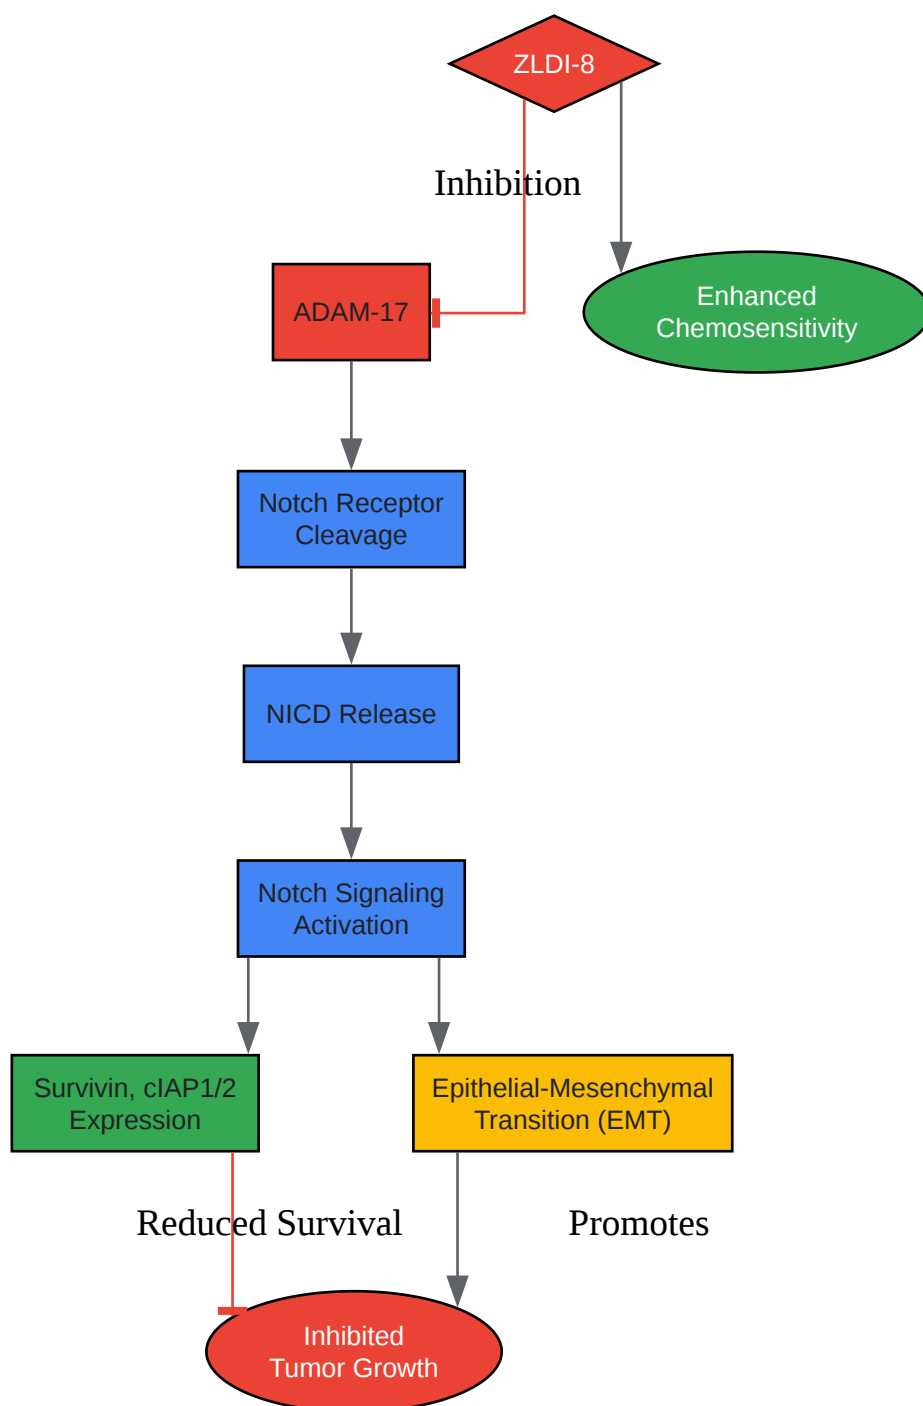 ZLDI-8
Inhibition
ADAM-17
Enhanced
Chemosensitivity
Notch Receptor
Cleavage
NICD Release
Notch Signaling
Activation
Survivin, cIAP1/2
Expression
Epithelial-Mesenchymal
Transition (EMT)
Reduced Survival
Promotes
Inhibited
Tumor Growth